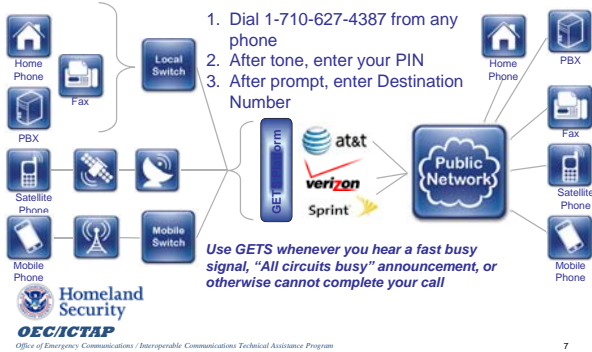 1. Dial 1-710-627-4387 from any
phone
2. After tone, enter your PIN
3. After prompt, enter Destination
Number
Home
Phone
Fax
PBX
Local
Switch
Satellite
Phone
Mobile
Phone
Mobile
Switch
GET
at&t
verizon
Sprint
Public
Network
Home
Phone
PBX
Fax
Satellite
Phone
Mobile
Phone
Use GETS whenever you hear a fast busy
signal, “All circuits busy” announcement, or
otherwise cannot complete your call
Homeland
Security
OEC/ICTAP
Office of Emergency Communications / Interoperable Communications Technical Assistance Program
7